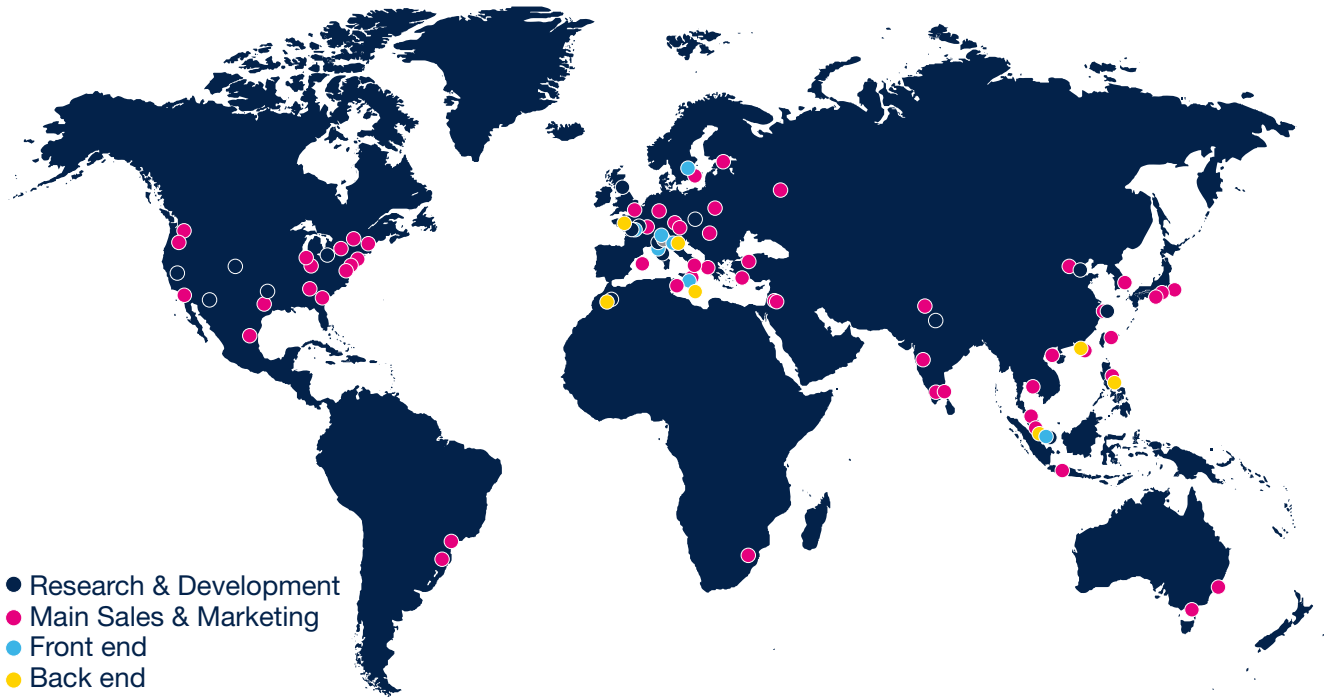 Research & Development
Main Sales & Marketing
Front end
Back end